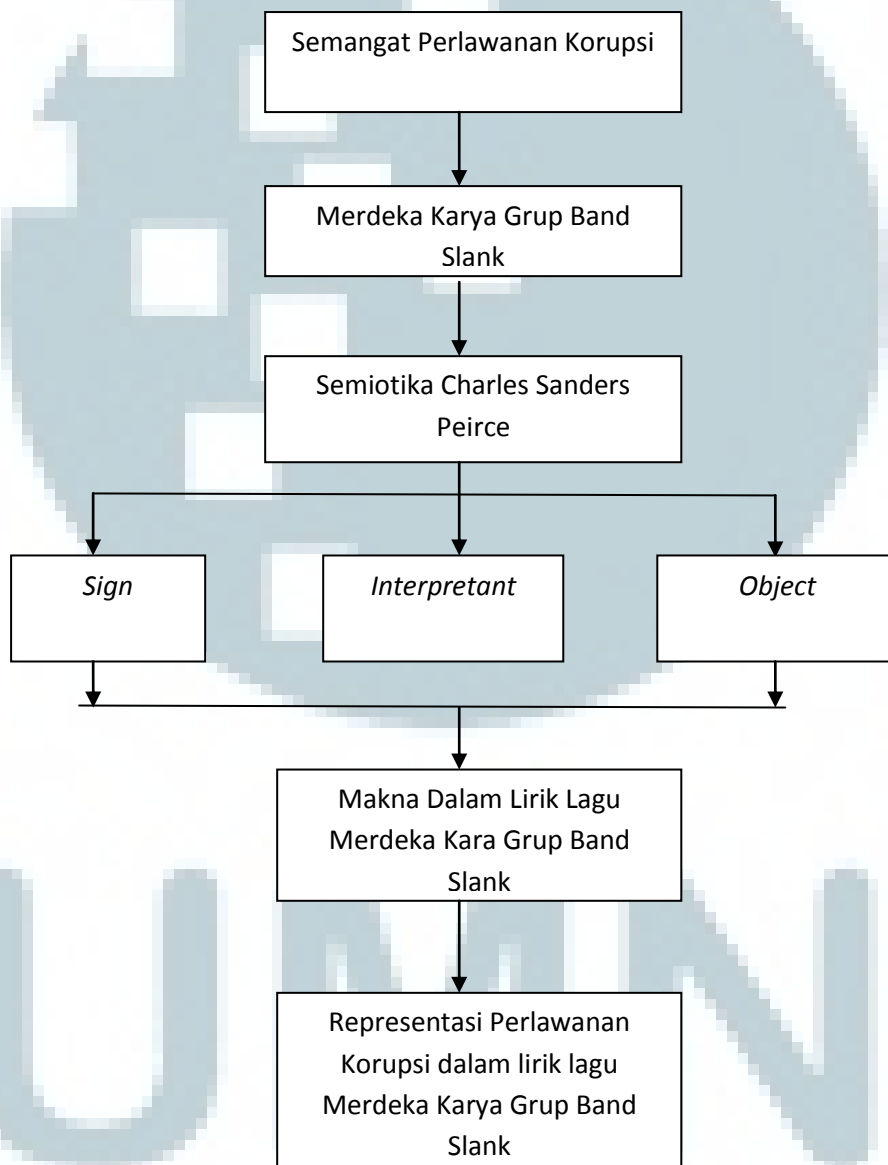 Semangat Perlawanan Korupsi
Merdeka Karya Grup Band
Slank
Semiotika Charles Sanders
Peirce
Sign
Interpretant
Object
Makna Dalam Lirik Lagu
Merdeka Kara Grup Band
Slank
Representasi Perlawanan
Korupsi dalam lirik lagu
Merdeka Karya Grup Band
Slank
UMN